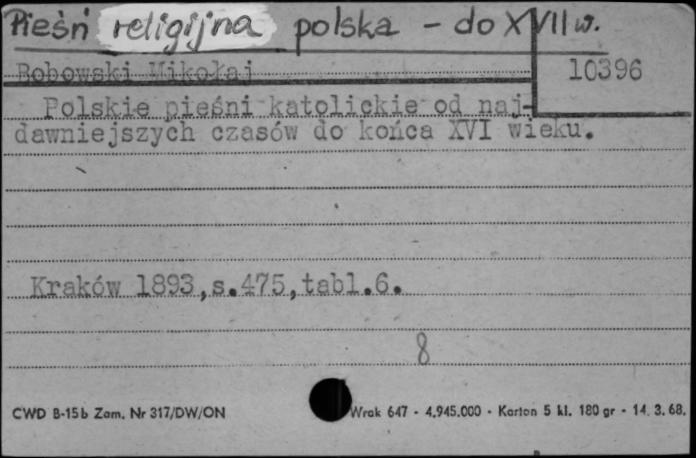 Pieśń religijna polska - do XVII w.
Bobowski Mikołaj 10396
Polskie pieśni katolickie od naj-
dawniejszych czasów do końca XVI wieku.
Kraków 1893,s.475,tabl.6.
8
CWD B-15b Zam. Nr 317/DW/ON Wrak 647 - 4.945.000 - Karton 5 kl. 180 gr - 14. 3. 68.